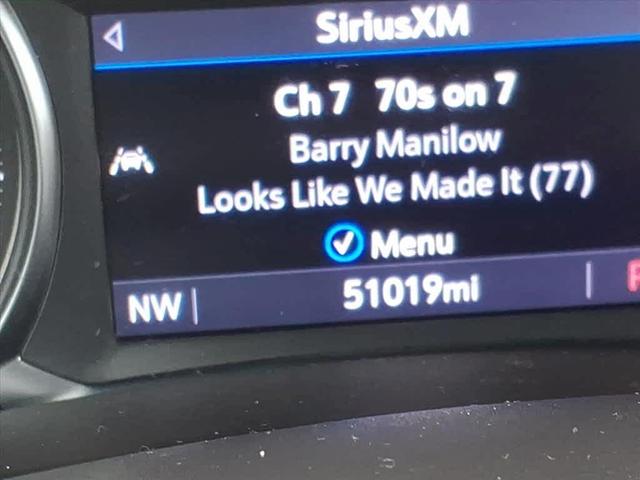 SiriusXM
Ch 7 70s on 7
Barry Manilow
Looks Like We Made It (77)
Menu
NW 51019mi